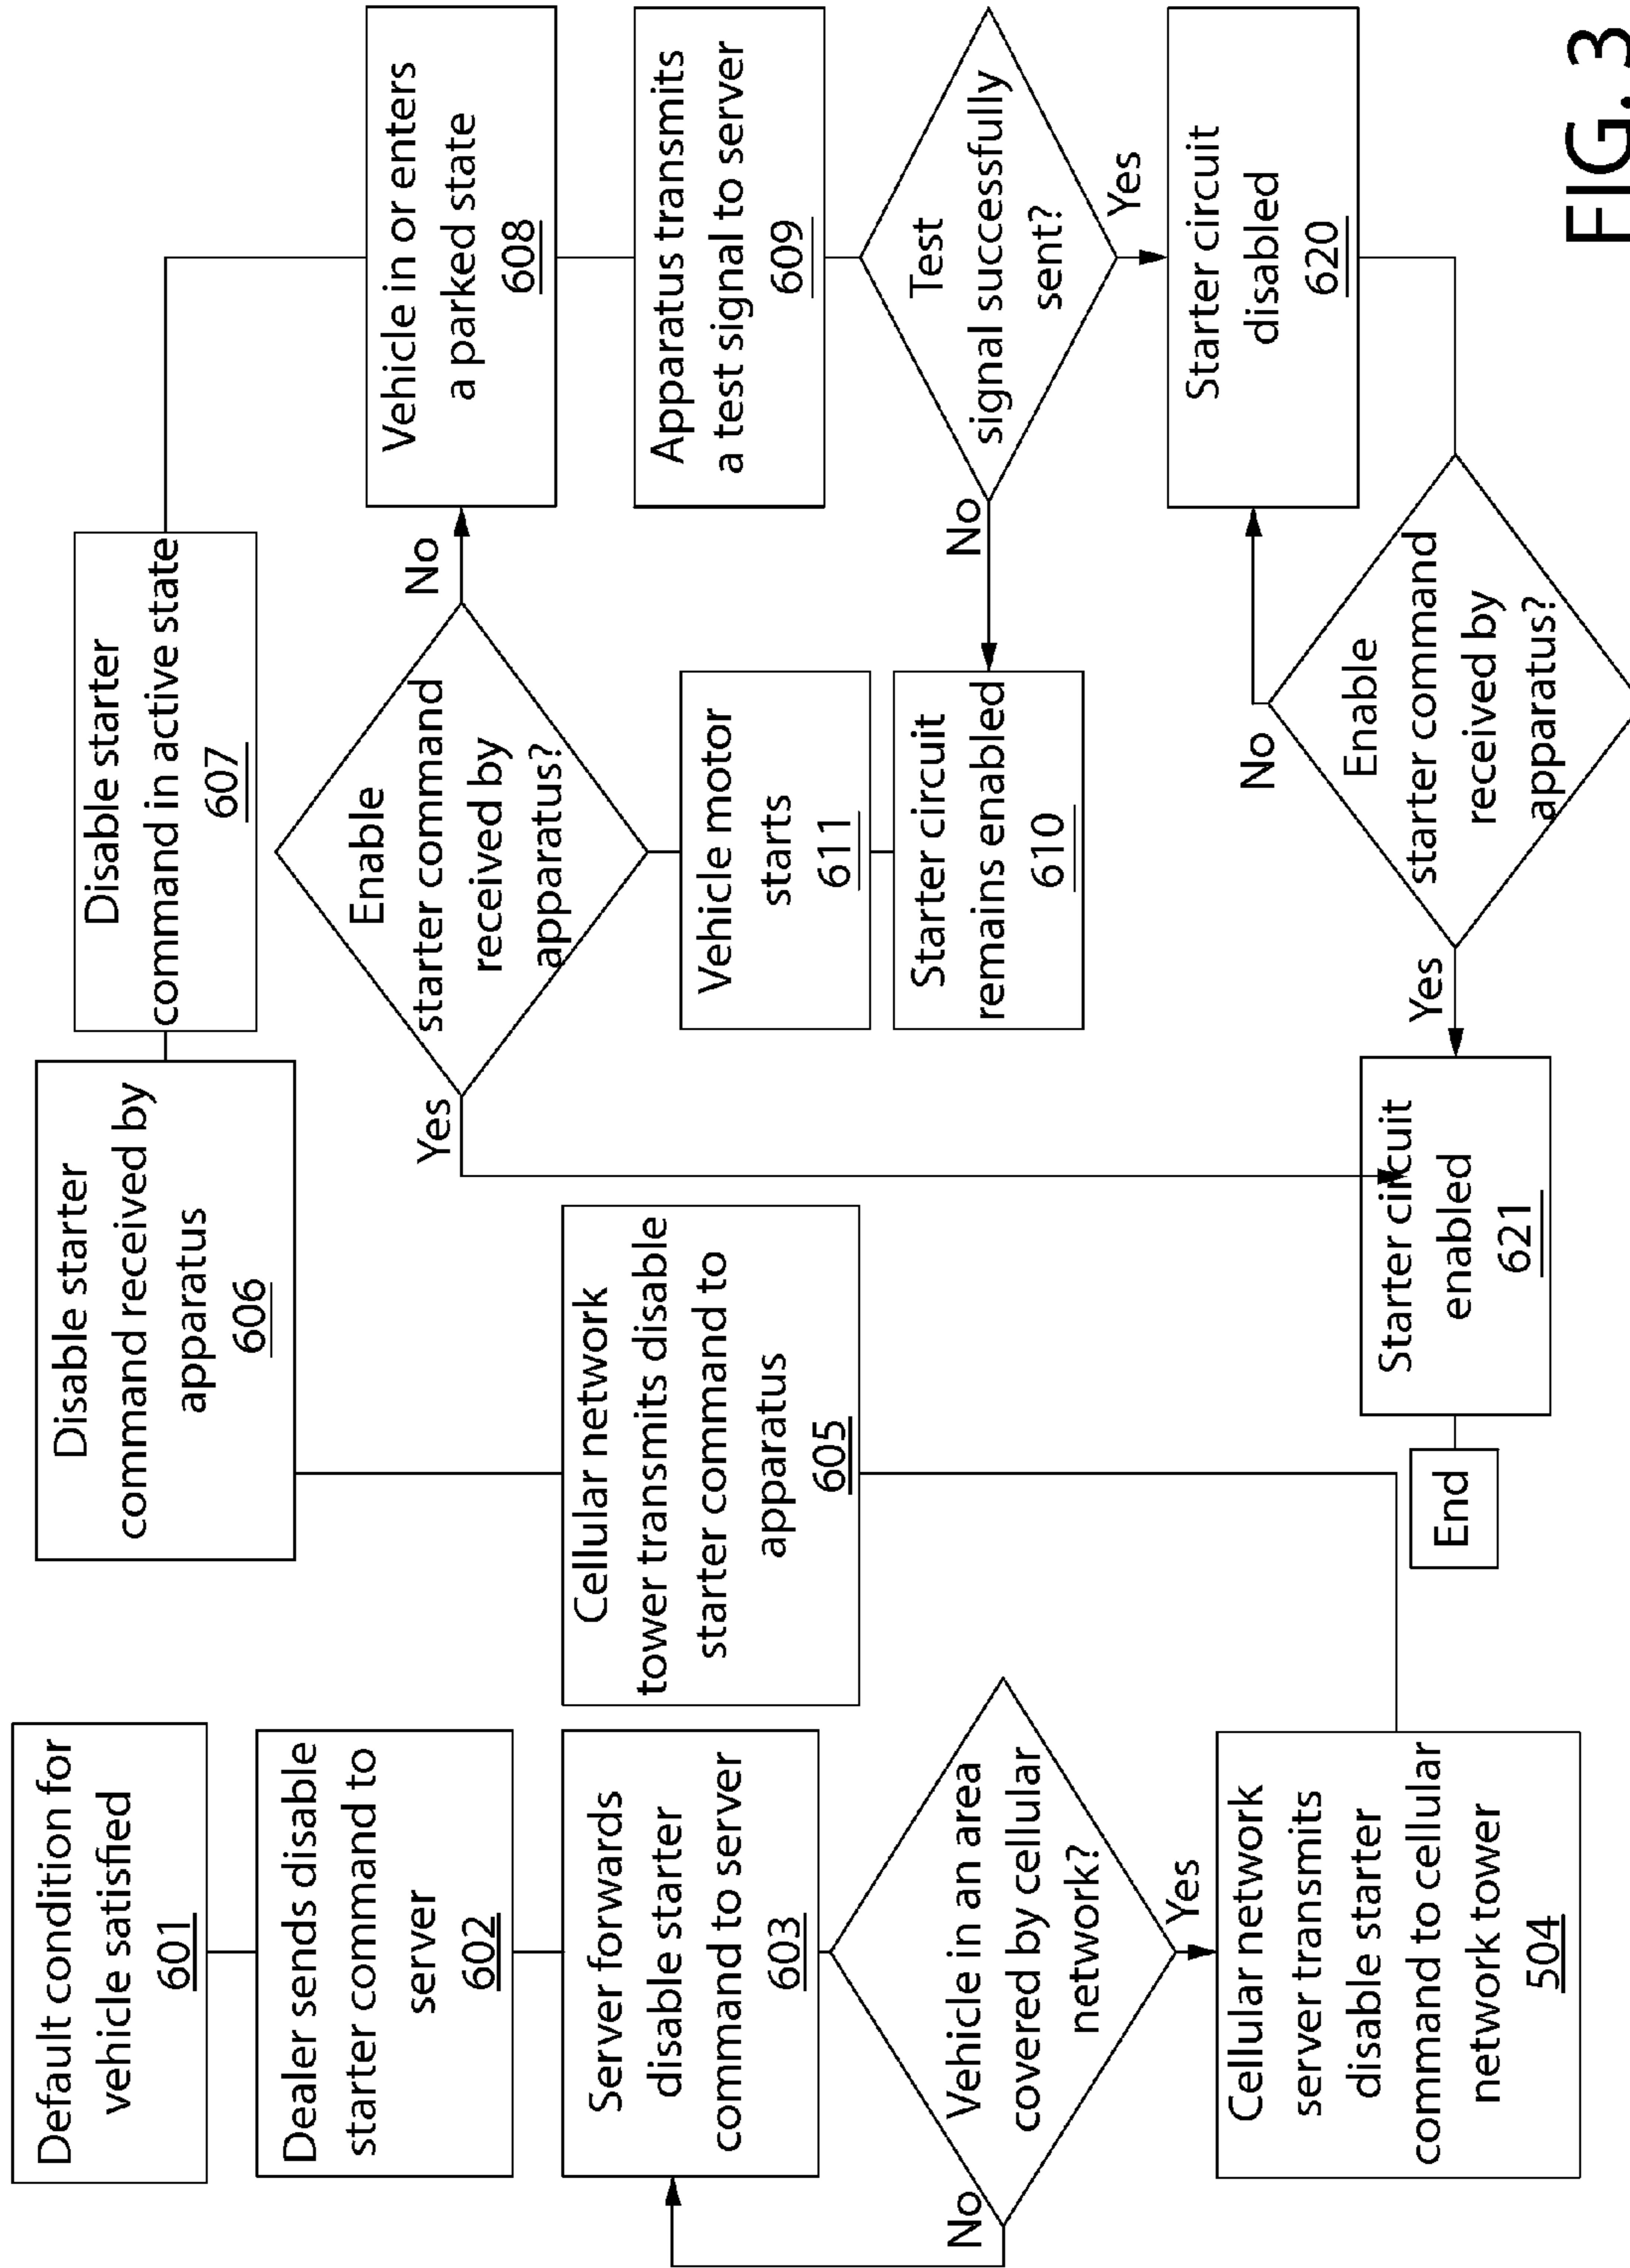 Default condition for
vehicle satisfied
601
Dealer sends disable
starter command to
server
602
Server forwards
disable starter
command to server
603
No
Vehicle in an area
covered by cellular
network?
Yes
Cellular network
server transmits
disable starter
command to cellular
network tower
504
Cellular network
tower transmits disable
starter command to
apparatus
605
Disable starter
command received by
apparatus
606
Disable starter
command in active state
607
Vehicle in or enters
a parked state
608
Apparatus transmits
a test signal to server
609
Test
signal successfully
sent?
No
Yes
Starter circuit
remains enabled
610
Vehicle motor
starts
611
Enable
starter command
received by
apparatus?
No
Yes
Starter circuit
disabled
620
Enable
starter command
received by
apparatus?
No
Yes
Starter circuit
enabled
621
End
FIG. 3